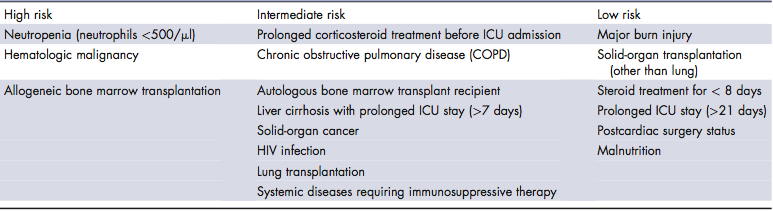 High risk Intermediate risk Low risk
Neutropenia (neutrophils <500/μl) Prolonged corticosteroid treatment before ICU admission Major burn injury
Hematologic malignancy Chronic obstructive pulmonary disease (COPD) Solid-organ transplantation
(other than lung)
Allogeneic bone marrow transplantation Autologous bone marrow transplant recipient Steroid treatment for < 8 days
Liver cirrhosis with prolonged ICU stay (>7 days) Prolonged ICU stay (>21 days)
Solid-organ cancer Postcardiac surgery status
HIV infection Malnutrition
Lung transplantation
Systemic diseases requiring immunosuppressive therapy